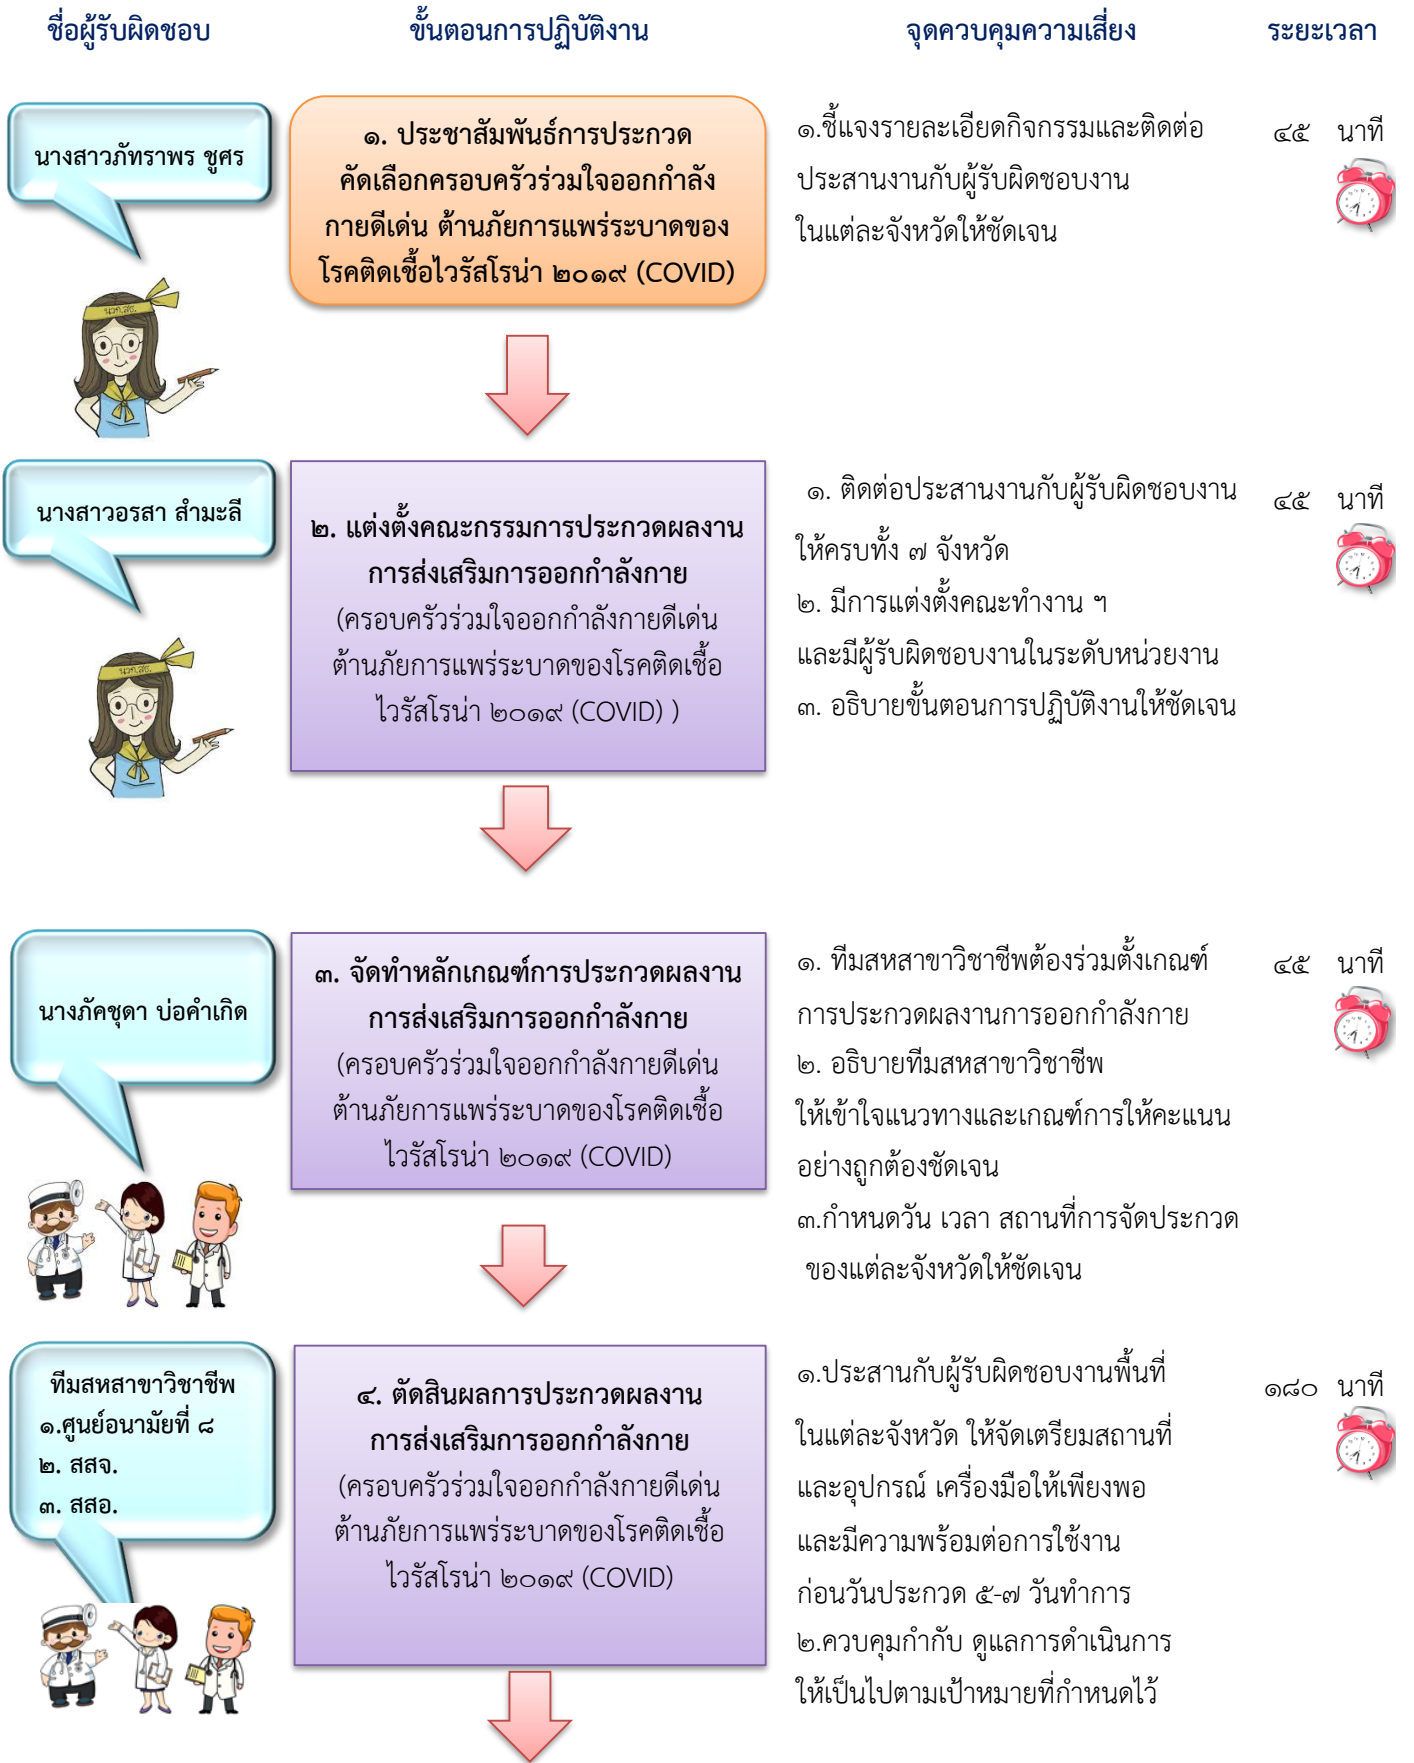 ชื่อผู้รับผิดชอบ ขั้นตอนการปฏิบัติงาน จุดควบคุมความเสี่ยง ระยะเวลา
นางสาวภัทราพร ชูศร
๑. ประชาสัมพันธ์การประกวด
คัดเลือกครอบครัวร่วมใจออกกำลัง
กายดีเด่น ต้านภัยการแพร่ระบาดของ
โรคติดเชื้อไวรัสโรน่า ๒๐๑๙ (COVID)
๑.ชี้แจงรายละเอียดกิจกรรมและติดต่อ
ประสานงานกับผู้รับผิดชอบงาน
ในแต่ละจังหวัดให้ชัดเจน
๔๕ นาที
นวก.สธ.
นางสาวอรสา สำมะลี
๒. แต่งตั้งคณะกรรมการประกวดผลงาน
การส่งเสริมการออกกำลังกาย
(ครอบครัวร่วมใจออกกำลังกายดีเด่น
ต้านภัยการแพร่ระบาดของโรคติดเชื้อ
ไวรัสโรน่า ๒๐๑๙ (COVID) )
๑. ติดต่อประสานงานกับผู้รับผิดชอบงาน
ให้ครบทั้ง ๗ จังหวัด
๒. มีการแต่งตั้งคณะทำงาน ฯ
และมีผู้รับผิดชอบงานในระดับหน่วยงาน
๓. อธิบายขั้นตอนการปฏิบัติงานให้ชัดเจน
๔๕ นาที
นวก.สธ.
นางภัคชุดา บ่อคำเกิด
๓. จัดทำหลักเกณฑ์การประกวดผลงาน
การส่งเสริมการออกกำลังกาย
(ครอบครัวร่วมใจออกกำลังกายดีเด่น
ต้านภัยการแพร่ระบาดของโรคติดเชื้อ
ไวรัสโรน่า ๒๐๑๙ (COVID)
๑. ทีมสหสาขาวิชาชีพต้องร่วมตั้งเกณฑ์
การประกวดผลงานการออกกำลังกาย
๒. อธิบายทีมสหสาขาวิชาชีพ
ให้เข้าใจแนวทางและเกณฑ์การให้คะแนน
อย่างถูกต้องชัดเจน
๓.กำหนดวัน เวลา สถานที่การจัดประกวด
ของแต่ละจังหวัดให้ชัดเจน
๔๕ นาที
ทีมสหสาขาวิชาชีพ
๑.ศูนย์อนามัยที่ ๘
๒. สสจ.
๓. สสอ.
๔. ตัดสินผลการประกวดผลงาน
การส่งเสริมการออกกำลังกาย
(ครอบครัวร่วมใจออกกำลังกายดีเด่น
ต้านภัยการแพร่ระบาดของโรคติดเชื้อ
ไวรัสโรน่า ๒๐๑๙ (COVID)
๑.ประสานกับผู้รับผิดชอบงานพื้นที่
ในแต่ละจังหวัด ให้จัดเตรียมสถานที่
และอุปกรณ์ เครื่องมือให้เพียงพอ
และมีความพร้อมต่อการใช้งาน
ก่อนวันประกวด ๕-๗ วันทำการ
๒.ควบคุมกำกับ ดูแลการดำเนินการ
ให้เป็นไปตามเป้าหมายที่กำหนดไว้
๑๘๐ นาที